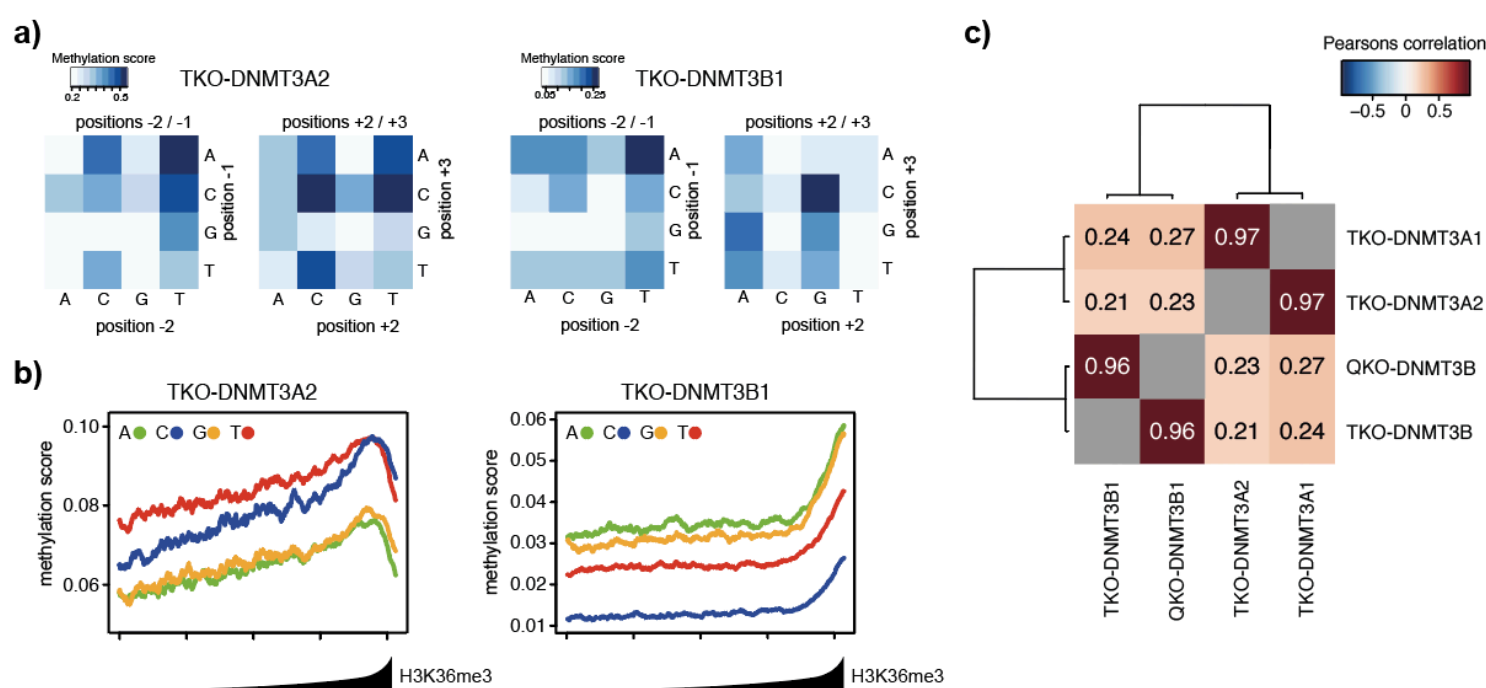 a)
Methylation score
0.2 0.5
TKO-DNMT3A2
positions -2 / -1
positions +2 / +3
A
C
G
T
position -1
A
C
G
T
position +3
A C G T
position -2
A C G T
position +2
Methylation score
0.05 0.25
TKO-DNMT3B1
positions -2 / -1
positions +2 / +3
A
C
G
T
position -1
A
C
G
T
position +3
A C G T
position -2
A C G T
position +2
b)
TKO-DNMT3A2
A C G T
0.10
0.08
0.06
methylation score
H3K36me3
TKO-DNMT3B1
A C G T
0.06
0.05
0.04
0.03
0.02
0.01
methylation score
H3K36me3
c)
Pearsons correlation
−0.5 0 0.5
0.24 0.27 0.97 TKO-DNMT3A1
0.21 0.23 0.97 TKO-DNMT3A2
0.96 0.23 0.27 QKO-DNMT3B
0.96 0.21 0.24 TKO-DNMT3B
TKO-DNMT3B1
QKO-DNMT3B1
TKO-DNMT3A2
TKO-DNMT3A1